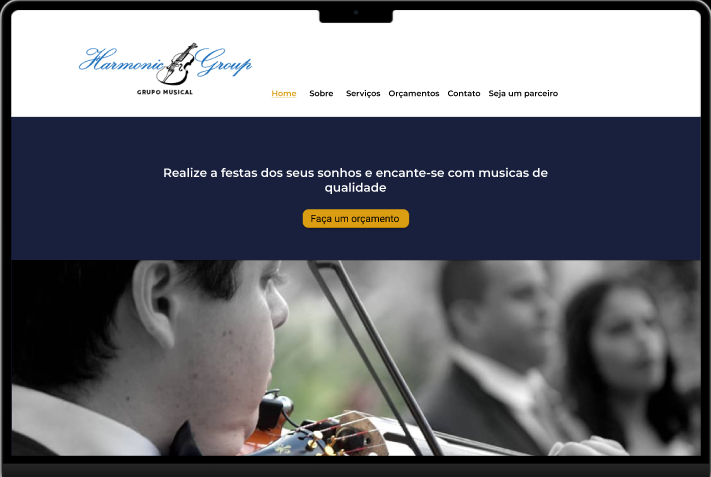 Harmonic Group
GRUPO MUSICAL
Home Sobre Serviços Orçamentos Contato Seja um parceiro
Realize a festas dos seus sonhos e encante-se com musicas de
qualidade
Faça um orçamento